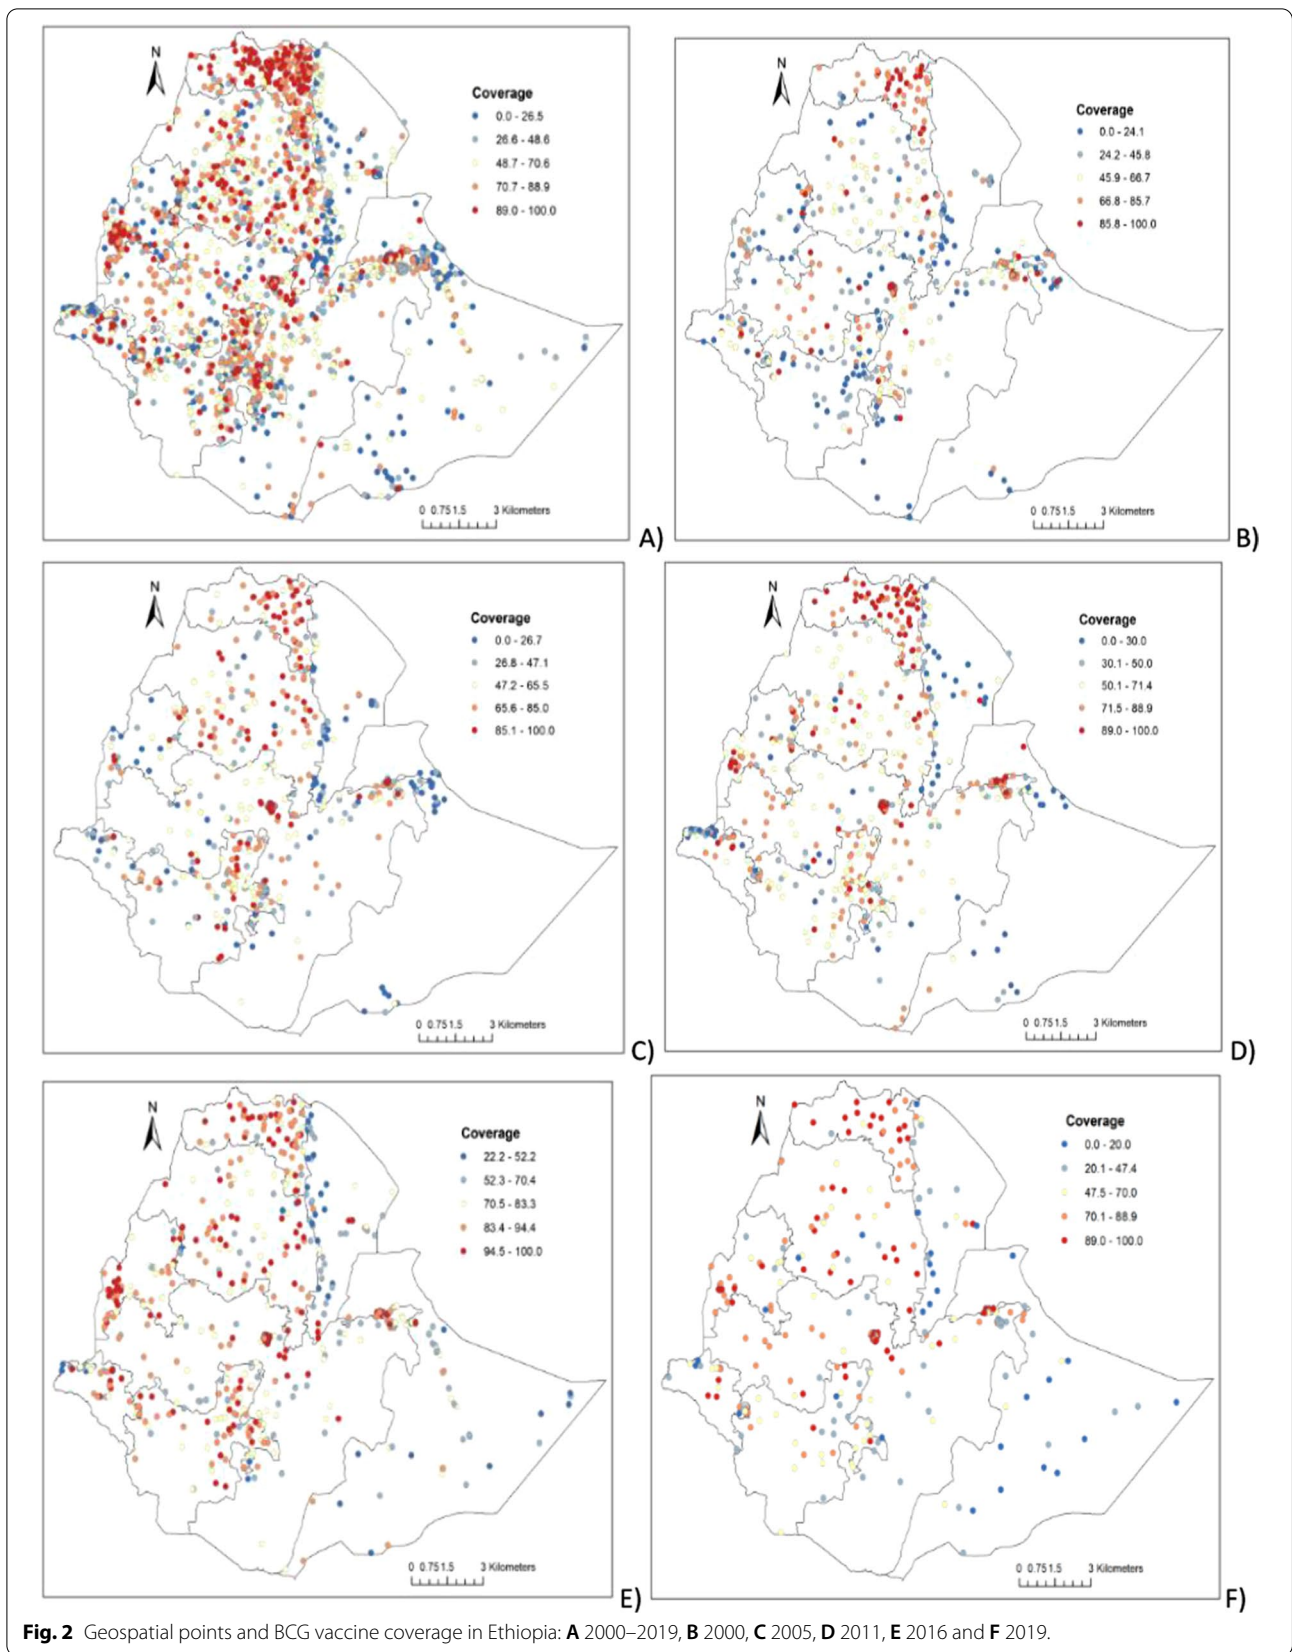 N
Coverage
0.0 - 26.5
26.6 - 48.6
48.7 - 70.6
70.7 - 88.9
89.0 - 100.0
0 0.75 1.5 3 Kilometers
A)
N
Coverage
0.0 - 24.1
24.2 - 45.8
45.9 - 66.7
66.8 - 85.7
85.8 - 100.0
0 0.75 1.5 3 Kilometers
B)
N
Coverage
0.0 - 26.7
26.8 - 47.1
47.2 - 65.5
65.6 - 85.0
85.1 - 100.0
0 0.75 1.5 3 Kilometers
C)
N
Coverage
0.0 - 30.0
30.1 - 50.0
50.1 - 71.4
71.5 - 88.9
89.0 - 100.0
0 0.75 1.5 3 Kilometers
D)
N
Coverage
22.2 - 52.2
52.3 - 70.4
70.5 - 83.3
83.4 - 94.4
94.5 - 100.0
0 0.75 1.5 3 Kilometers
E)
N
Coverage
0.0 - 20.0
20.1 - 47.4
47.5 - 70.0
70.1 - 88.9
89.0 - 100.0
0 0.75 1.5 3 Kilometers
F)
Fig. 2 Geospatial points and BCG vaccine coverage in Ethiopia: A 2000–2019, B 2000, C 2005, D 2011, E 2016 and F 2019.